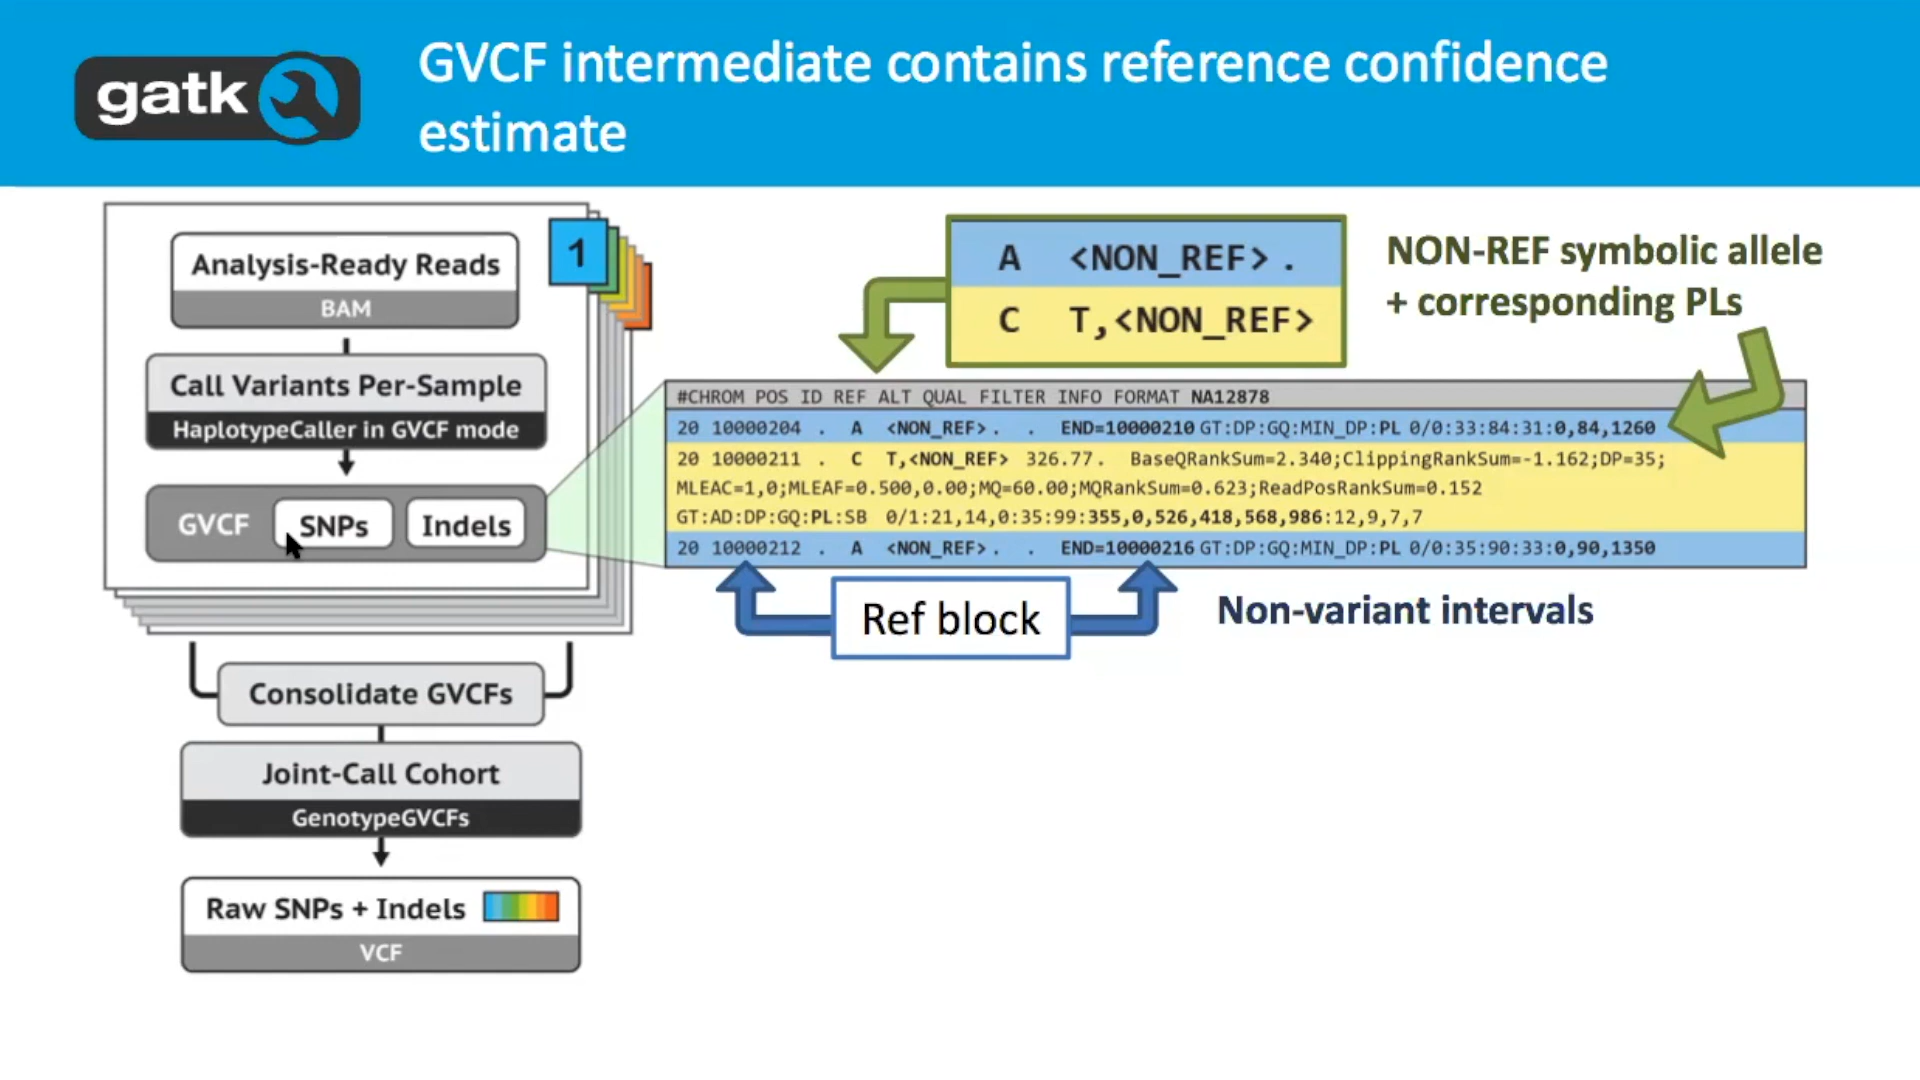 gatk
GVCF intermediate contains reference confidence
estimate
Analysis-Ready Reads
BAM
1
Call Variants Per-Sample
HaplotypeCaller in GVCF mode
GVCF SNPs Indels
Consolidate GVCFs
Joint-Call Cohort
GenotypeGVCFs
Raw SNPs + Indels
VCF
A <NON_REF> .
C T,<NON_REF>
NON-REF symbolic allele
+ corresponding PLs
#CHROM POS ID REF ALT QUAL FILTER INFO FORMAT NA12878
20 10000204 . A <NON_REF> . . END=10000210 GT:DP:GQ:MIN_DP:PL 0/0:33:84:31:0,84,1260
20 10000211 . C T,<NON_REF> 326.77 . BaseQRankSum=2.340;ClippingRankSum=-1.162;DP=35;
MLEAC=1,0;MLEAF=0.500,0.00;MQ=60.00;MQRankSum=0.623;ReadPosRankSum=0.152
GT:AD:DP:GQ:PL:SB 0/1:21,14,0:35:99:355,0,526,418,568,986:12,9,7,7
20 10000212 . A <NON_REF> . . END=10000216 GT:DP:GQ:MIN_DP:PL 0/0:35:90:33:0,90,1350
Ref block
Non-variant intervals